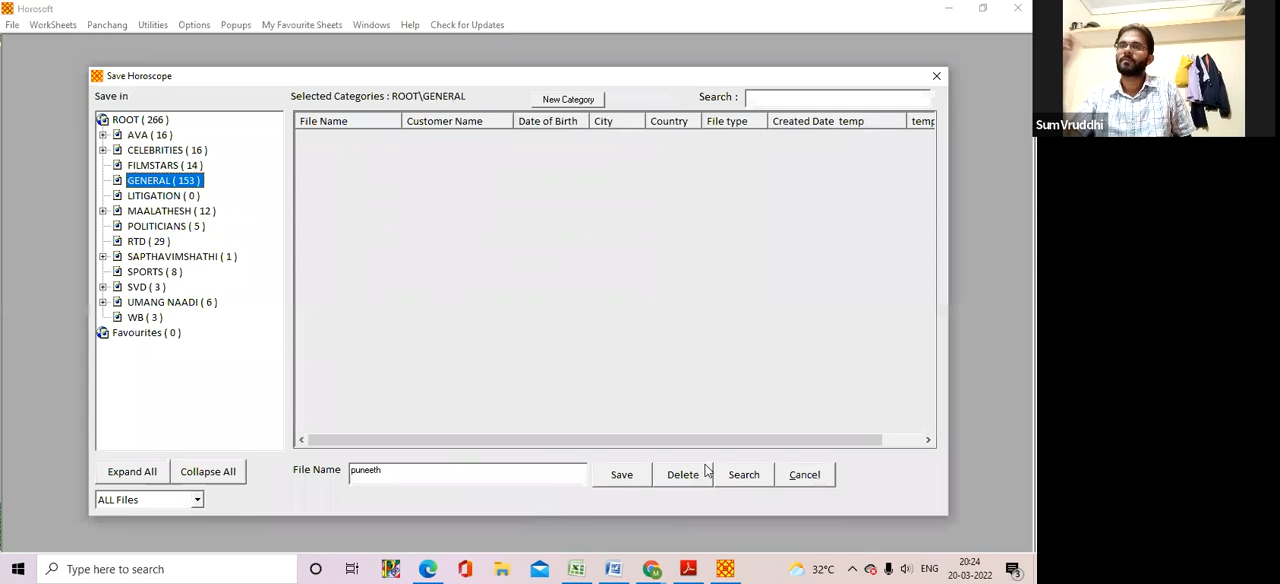 Horosoft
File WorkSheets Panchang Utilities Options Popups My Favourite Sheets Windows Help Check for Updates
Save Horoscope
Save in
Selected Categories : ROOT\GENERAL
New Category
Search :
File Name Customer Name Date of Birth City Country File type Created Date temp temp
ROOT ( 266 )
AVA ( 16 )
CELEBRITIES ( 16 )
FILMSTARS ( 14 )
GENERAL ( 153 )
LITIGATION ( 0 )
MAALATHESH ( 12 )
POLITICIANS ( 5 )
RTD ( 29 )
SAPTHAVIMSHATHI ( 1 )
SPORTS ( 8 )
SVD ( 3 )
UMANG NAADI ( 6 )
WB ( 3 )
Favourites ( 0 )
Expand All Collapse All
File Name puneeth
Save Delete Search Cancel
ALL Files
SumVruddhi
Type here to search
32°C
ENG
20:24
20-03-2022
3